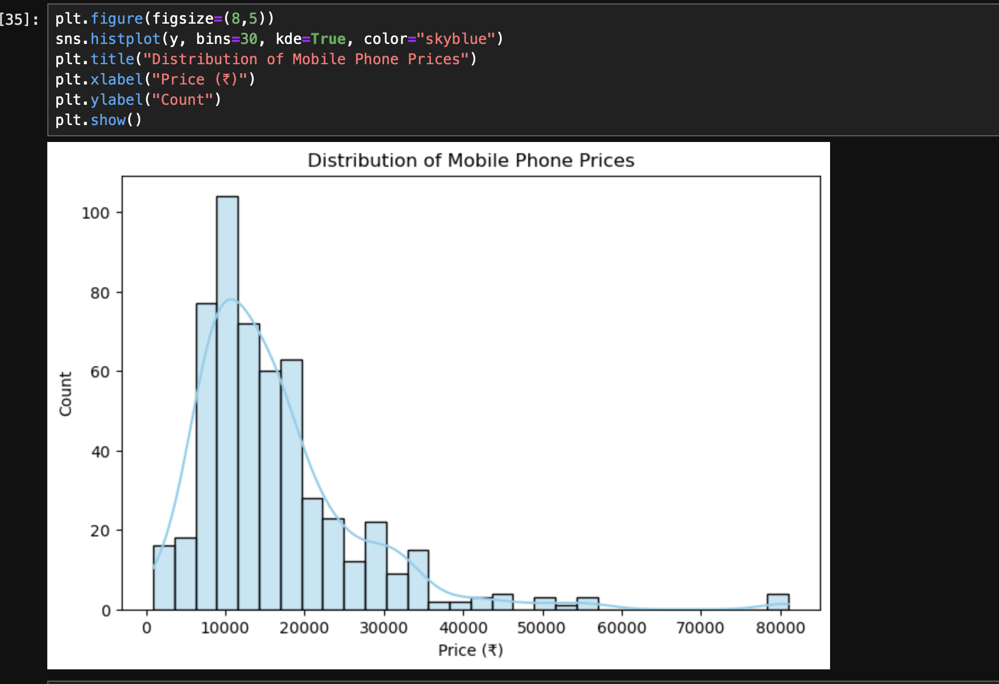 [35]:
plt.figure(figsize=(8,5))
sns.histplot(y, bins=30, kde=True, color="skyblue")
plt.title("Distribution of Mobile Phone Prices")
plt.xlabel("Price (₹)")
plt.ylabel("Count")
plt.show()
Distribution of Mobile Phone Prices
100
80
60
40
20
0
Count
0 10000 20000 30000 40000 50000 60000 70000 80000
Price (₹)